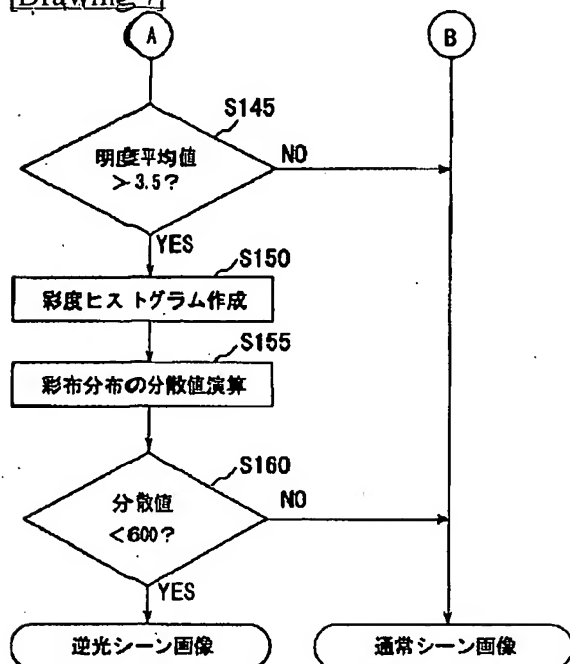 [Drawing 7]
A
B
S145
明度平均値
＞3.5？
NO
YES
S150
彩度ヒストグラム作成
S155
彩布分布の分散値演算
S160
分散値
＜600？
NO
YES
逆光シーン画像
通常シーン画像